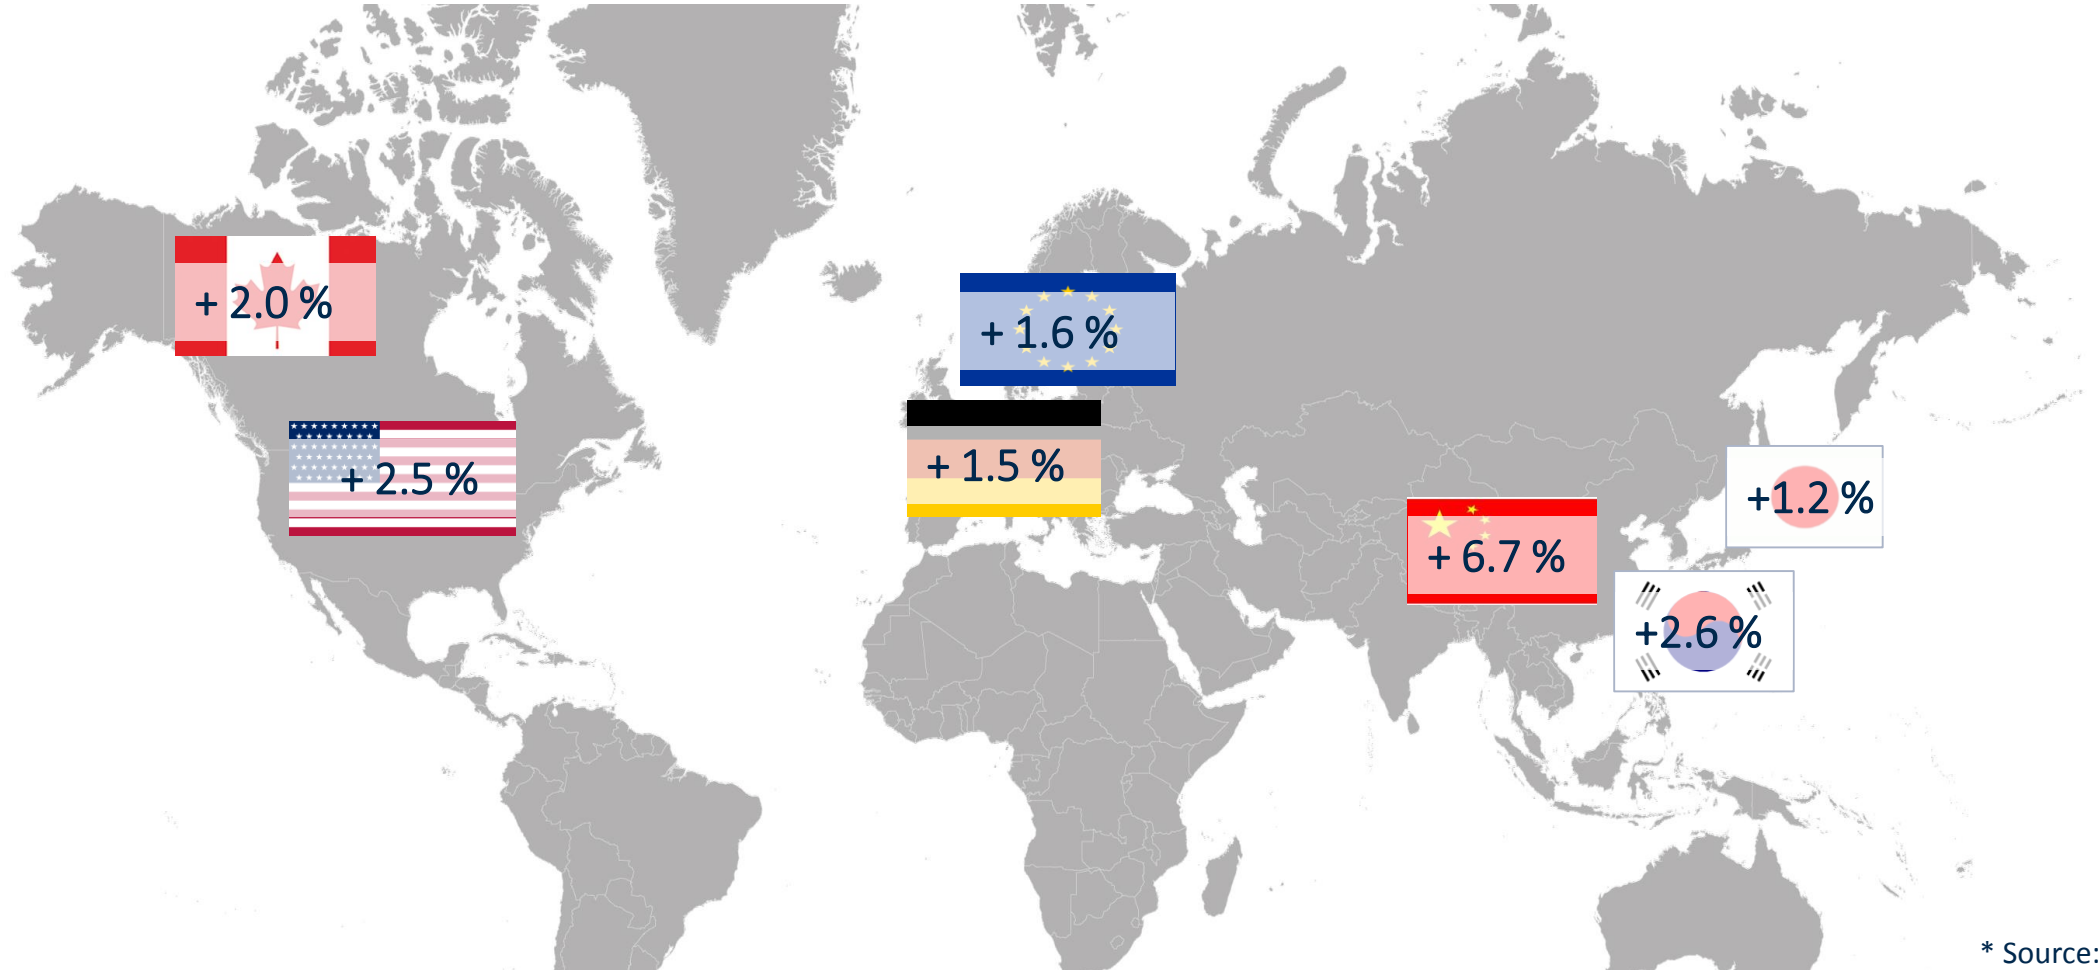 + 2.0 %
+ 1.6 %
+ 2.5 %
+ 1.5 %
+ 6.7 %
+1.2 %
+2.6 %
* Source: